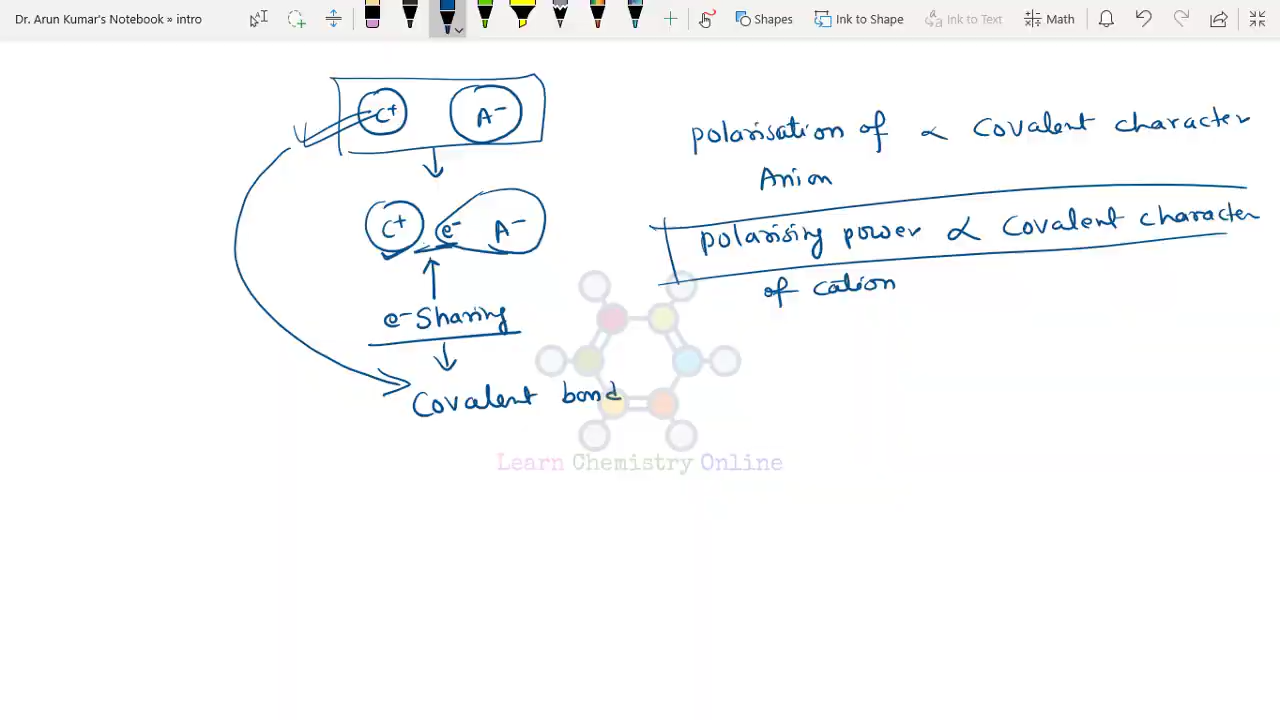 Dr. Arun Kumar's Notebook » intro
Shapes
Ink to Shape
Ink to Text
Math
C+ A-
C+ e- A-
e- Sharing
Covalent bond
polarisation of ∝ Covalent character
Anion
polarising power ∝ Covalent character
of cation
Learn Chemistry Online